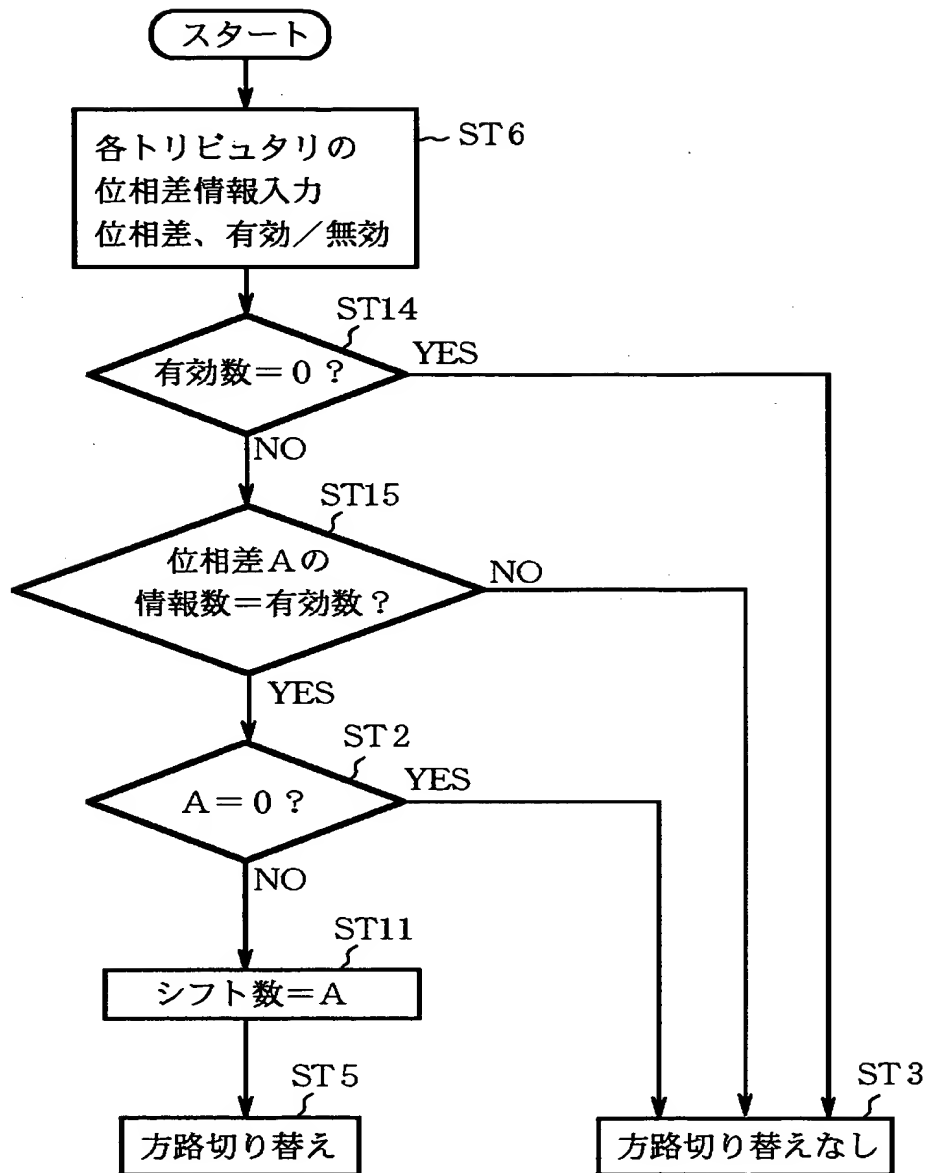 スタート
ST6
各トリビュタリの
位相差情報入力
位相差、有効／無効
ST14
有効数＝0？
YES
NO
ST15
位相差Aの
情報数＝有効数？
NO
YES
ST2
A＝0？
YES
NO
ST11
シフト数＝A
ST5
方路切り替え
ST3
方路切り替えなし